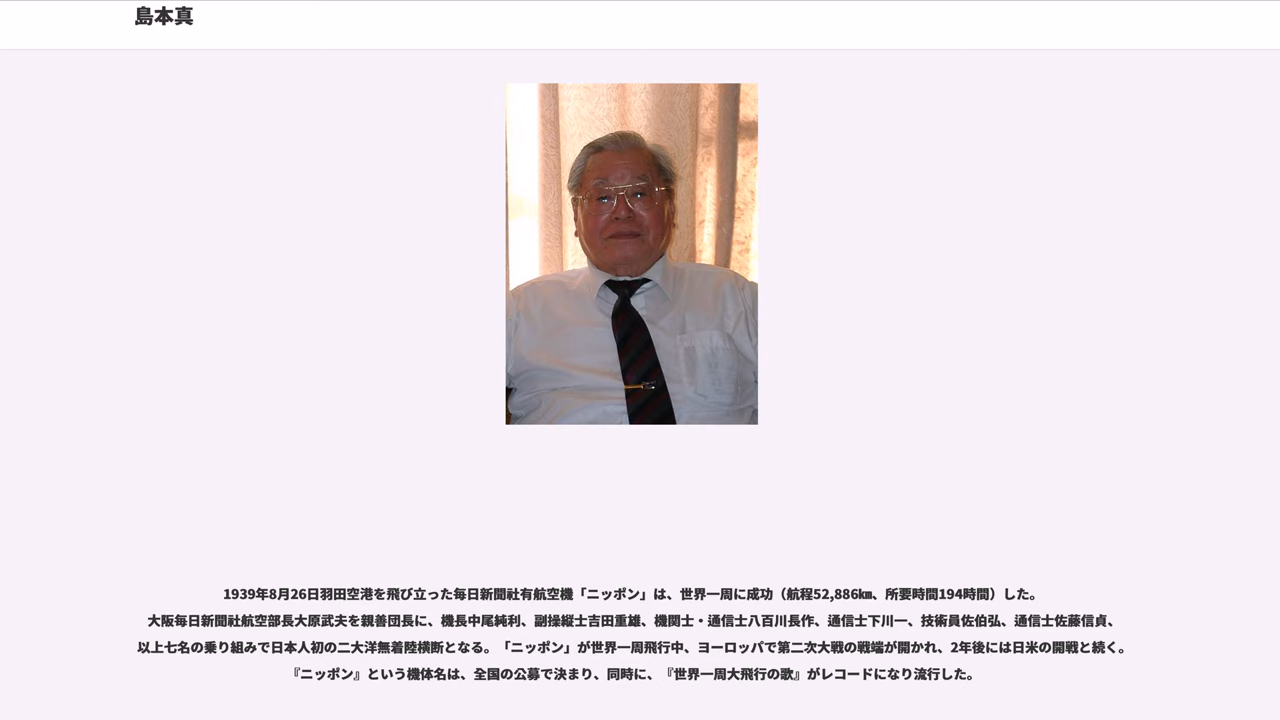 島本真
1939年8月26日羽田空港を飛び立った毎日新聞社有航空機「ニッポン」は、世界一周に成功（航程52,886㎞、所要時間194時間）した。
大阪毎日新聞社航空部長大原武夫を親善団長に、機長中尾純利、副操縦士吉田重雄、機関士・通信士八百川長作、通信士下川一、技術員佐伯弘、通信士佐藤信貞、
以上七名の乗り組みで日本人初の二大洋無着陸横断となる。「ニッポン」が世界一周飛行中、ヨーロッパで第二次大戦の戦端が開かれ、2年後には日米の開戦と続く。
『ニッポン』という機体名は、全国の公募で決まり、同時に、『世界一周大飛行の歌』がレコードになり流行した。